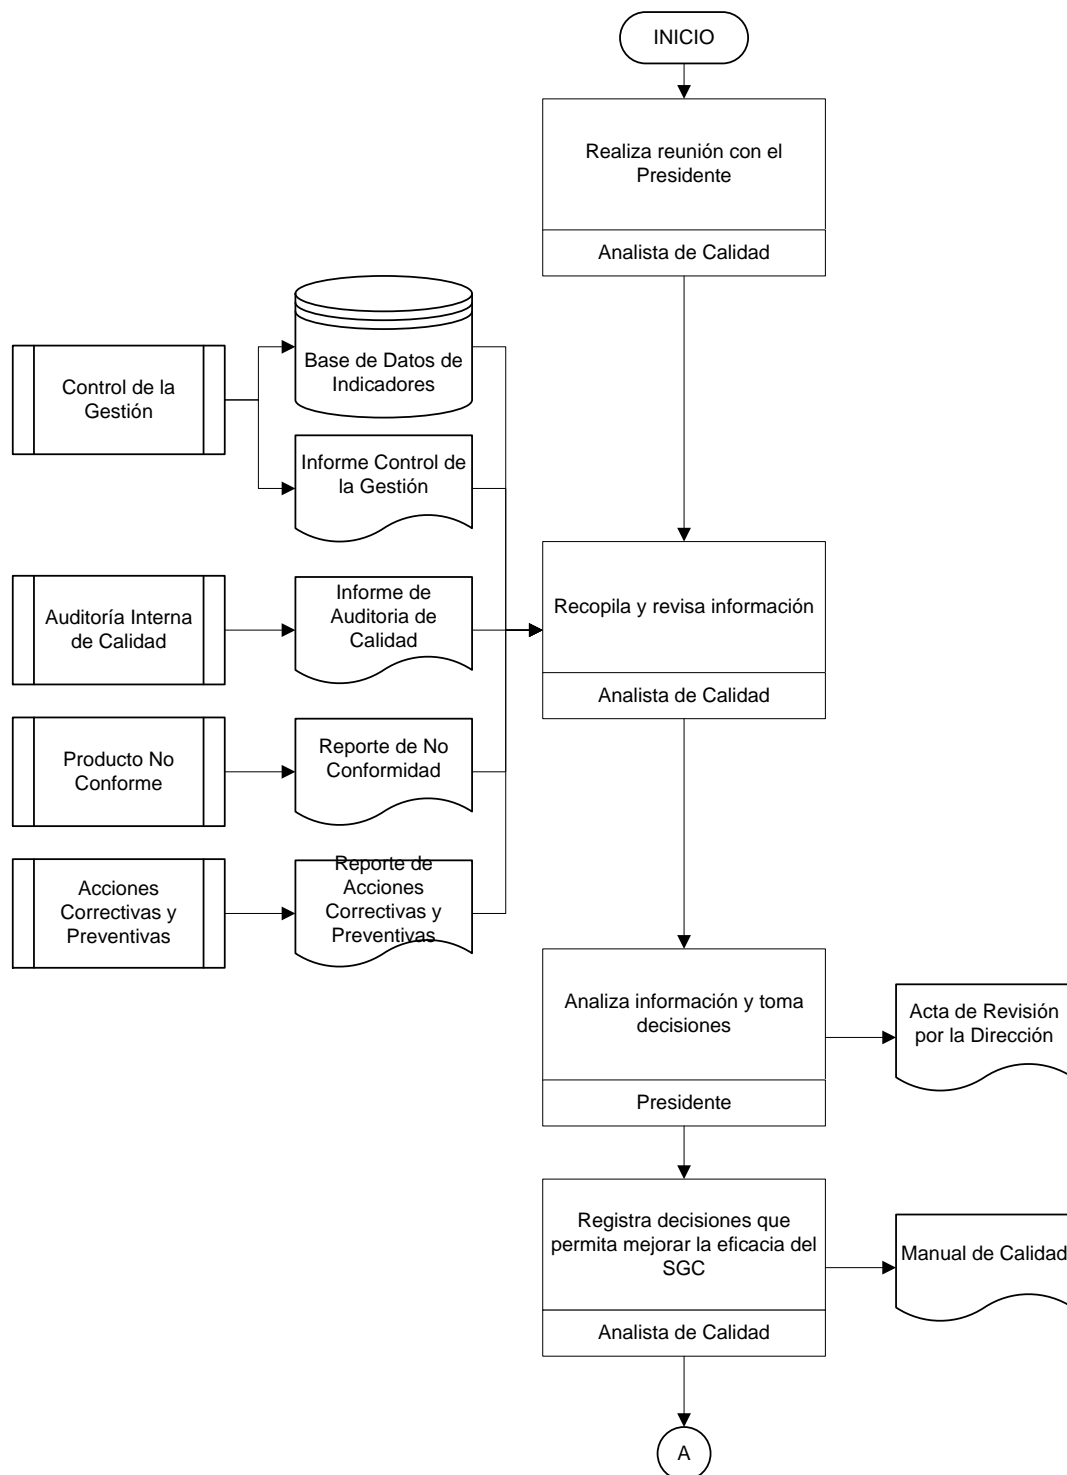 INICIO
Realiza reunión con el
Presidente
Analista de Calidad
Base de Datos de
Indicadores
Control de la
Gestión
Informe Control de
la Gestión
Auditoría Interna
de Calidad
Informe de
Auditoria de
Calidad
Recopila y revisa información
Analista de Calidad
Producto No
Conforme
Reporte de No
Conformidad
Acciones
Correctivas y
Preventivas
Reporte de
Acciones
Correctivas y
Preventivas
Analiza información y toma
decisiones
Presidente
Acta de Revisión
por la Dirección
Registra decisiones que
permita mejorar la eficacia del
SGC
Analista de Calidad
Manual de Calidad
A